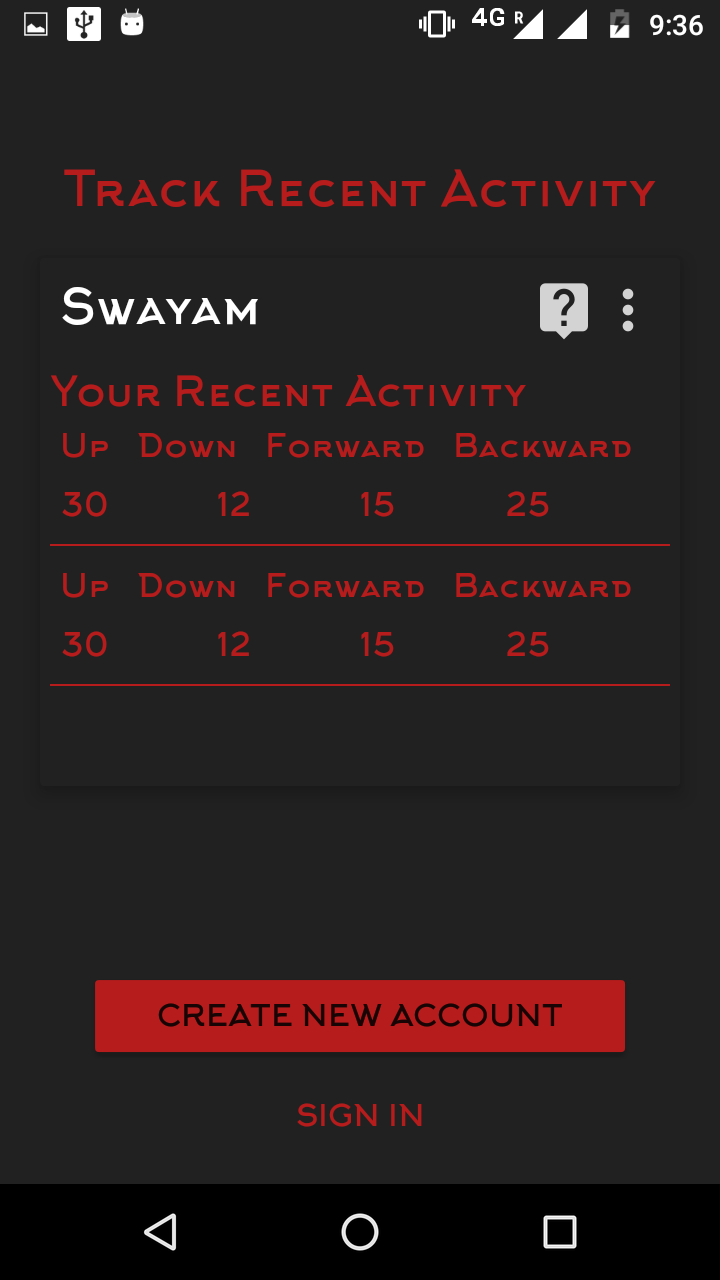 4G R 9:36
Track Recent Activity
Swayam
Your Recent Activity
Up Down Forward Backward
30 12 15 25
Up Down Forward Backward
30 12 15 25
CREATE NEW ACCOUNT
SIGN IN